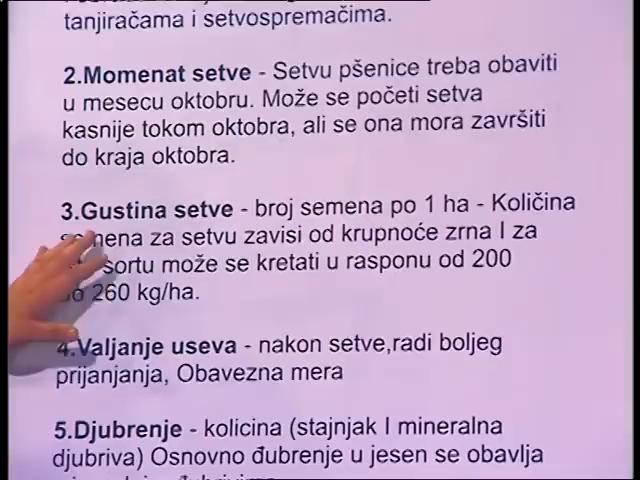 tanjiračama i setvospremačima.
2.Momenat setve - Setvu pšenice treba obaviti
u mesecu oktobru. Može se početi setva
kasnije tokom oktobra, ali se ona mora završiti
do kraja oktobra.
3.Gustina setve - broj semena po 1 ha - Količina
semena za setvu zavisi od krupnoće zrna I za
sortu može se kretati u rasponu od 200
do 260 kg/ha.
4.Valjanje useva - nakon setve,radi boljeg
prijanjanja, Obavezna mera
5.Djubrenje - kolicina (stajnjak I mineralna
djubriva) Osnovno đubrenje u jesen se obavlja